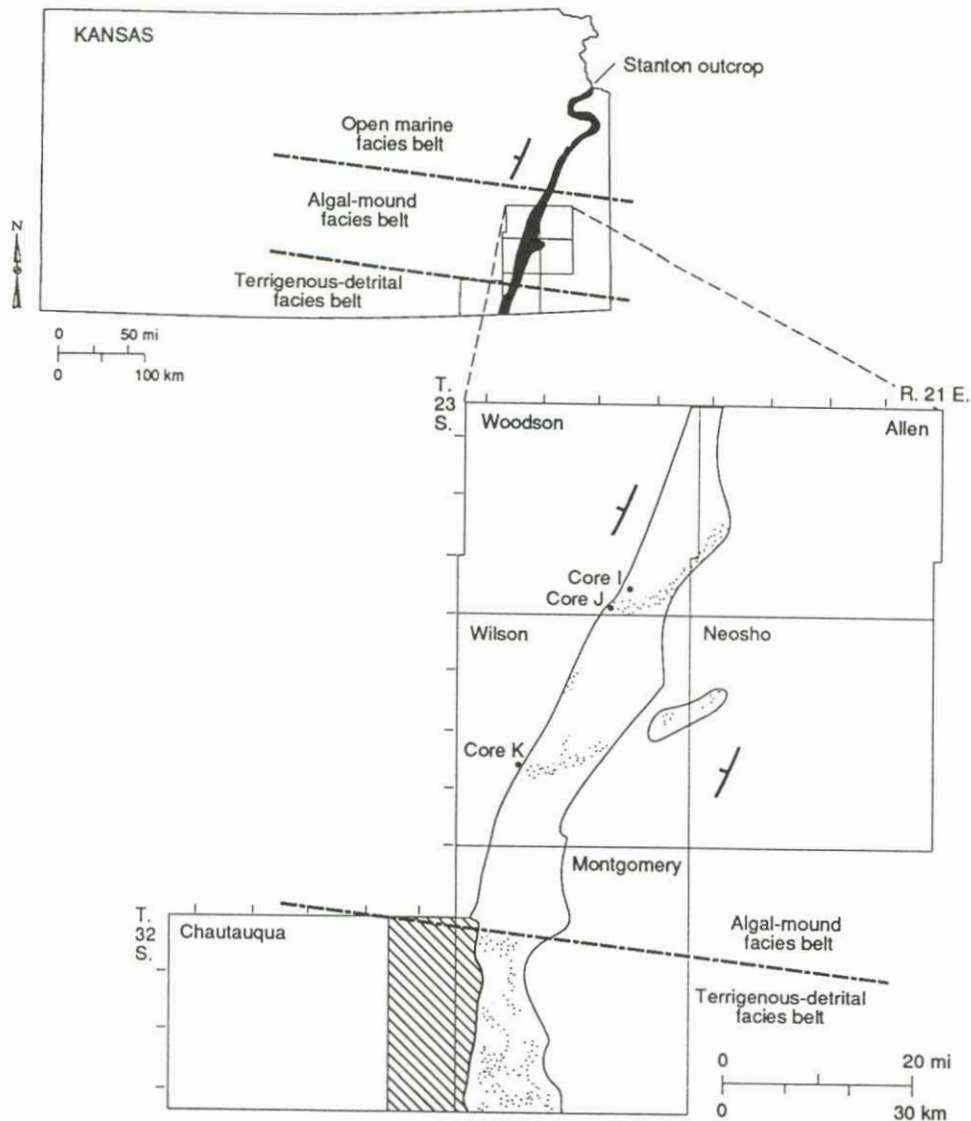 KANSAS
Stanton outcrop
Open marine
facies belt
Algal-mound
facies belt
N
Terrigenous-detrital
facies belt
0 50 mi
0 100 km
T.
23
S.
R. 21 E.
Woodson
Allen
Core I
Core J
Wilson
Neosho
Core K
Montgomery
T.
32
S.
Chautauqua
Algal-mound
facies belt
Terrigenous-detrital
facies belt
0 20 mi
0 30 km